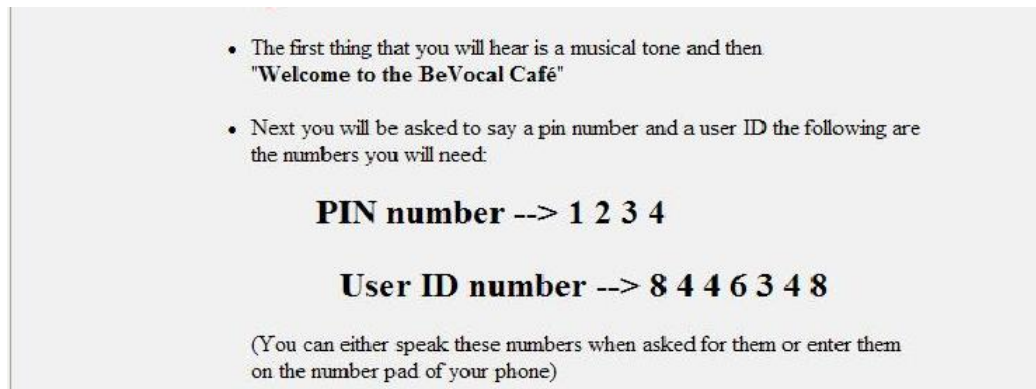 • The first thing that you will hear is a musical tone and then
"Welcome to the BeVocal Café"
• Next you will be asked to say a pin number and a user ID the following are
the numbers you will need:
PIN number --> 1 2 3 4
User ID number --> 8 4 4 6 3 4 8
(You can either speak these numbers when asked for them or enter them
on the number pad of your phone)